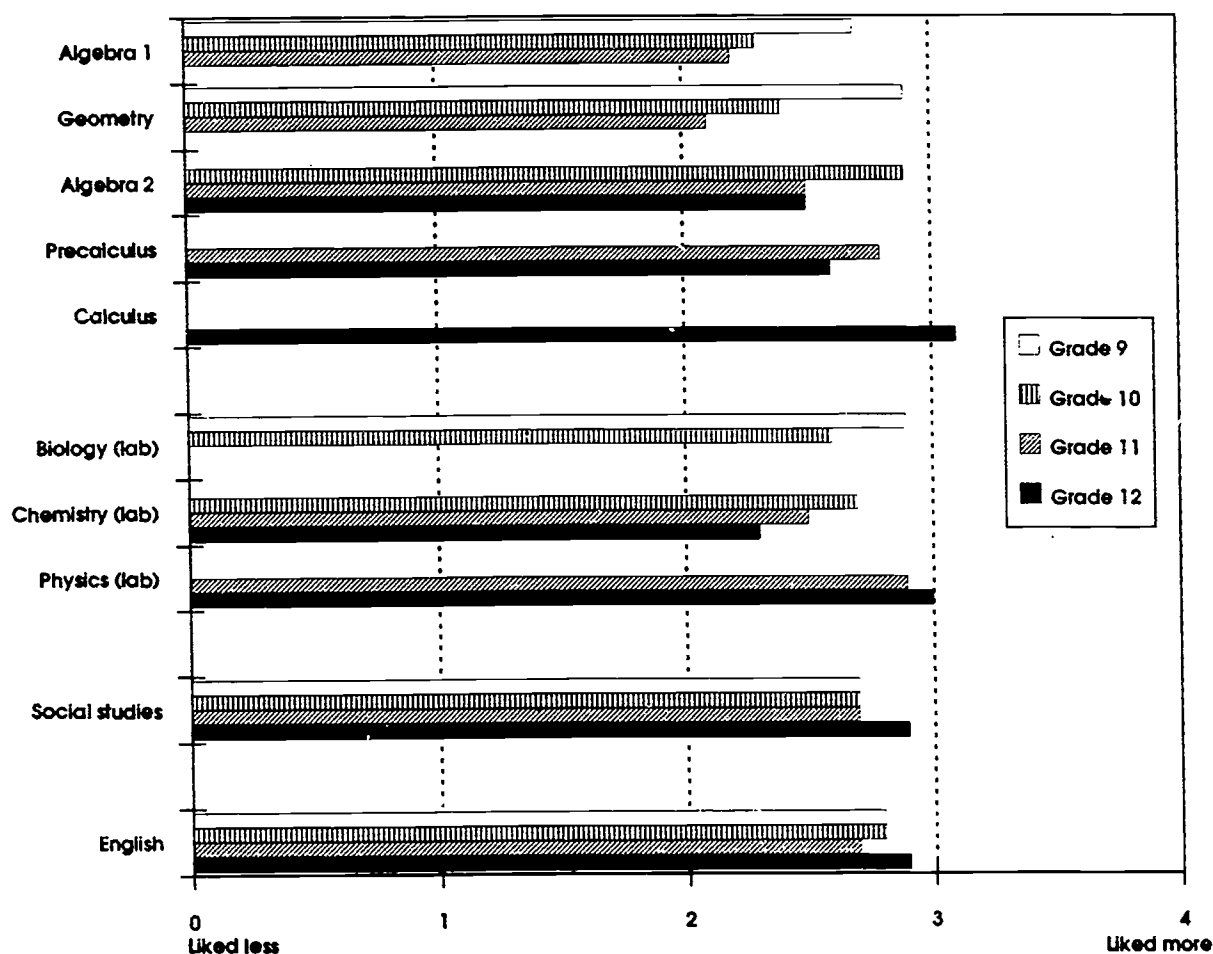 Algebra 1
Geometry
Algebra 2
Precalculus
Calculus
Biology (lab)
Chemistry (lab)
Physics (lab)
Social studies
English
Grade 9
Grade 10
Grade 11
Grade 12
0 1 2 3 4
Liked less Liked more